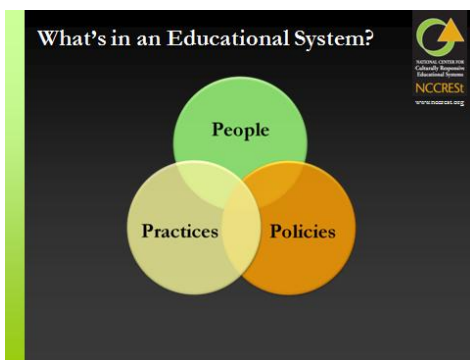 What's in an Educational System?
NATIONAL CENTER FOR
Culturally Responsive
Educational Systems
NCCRESt
www.nccrest.org
People
Practices
Policies